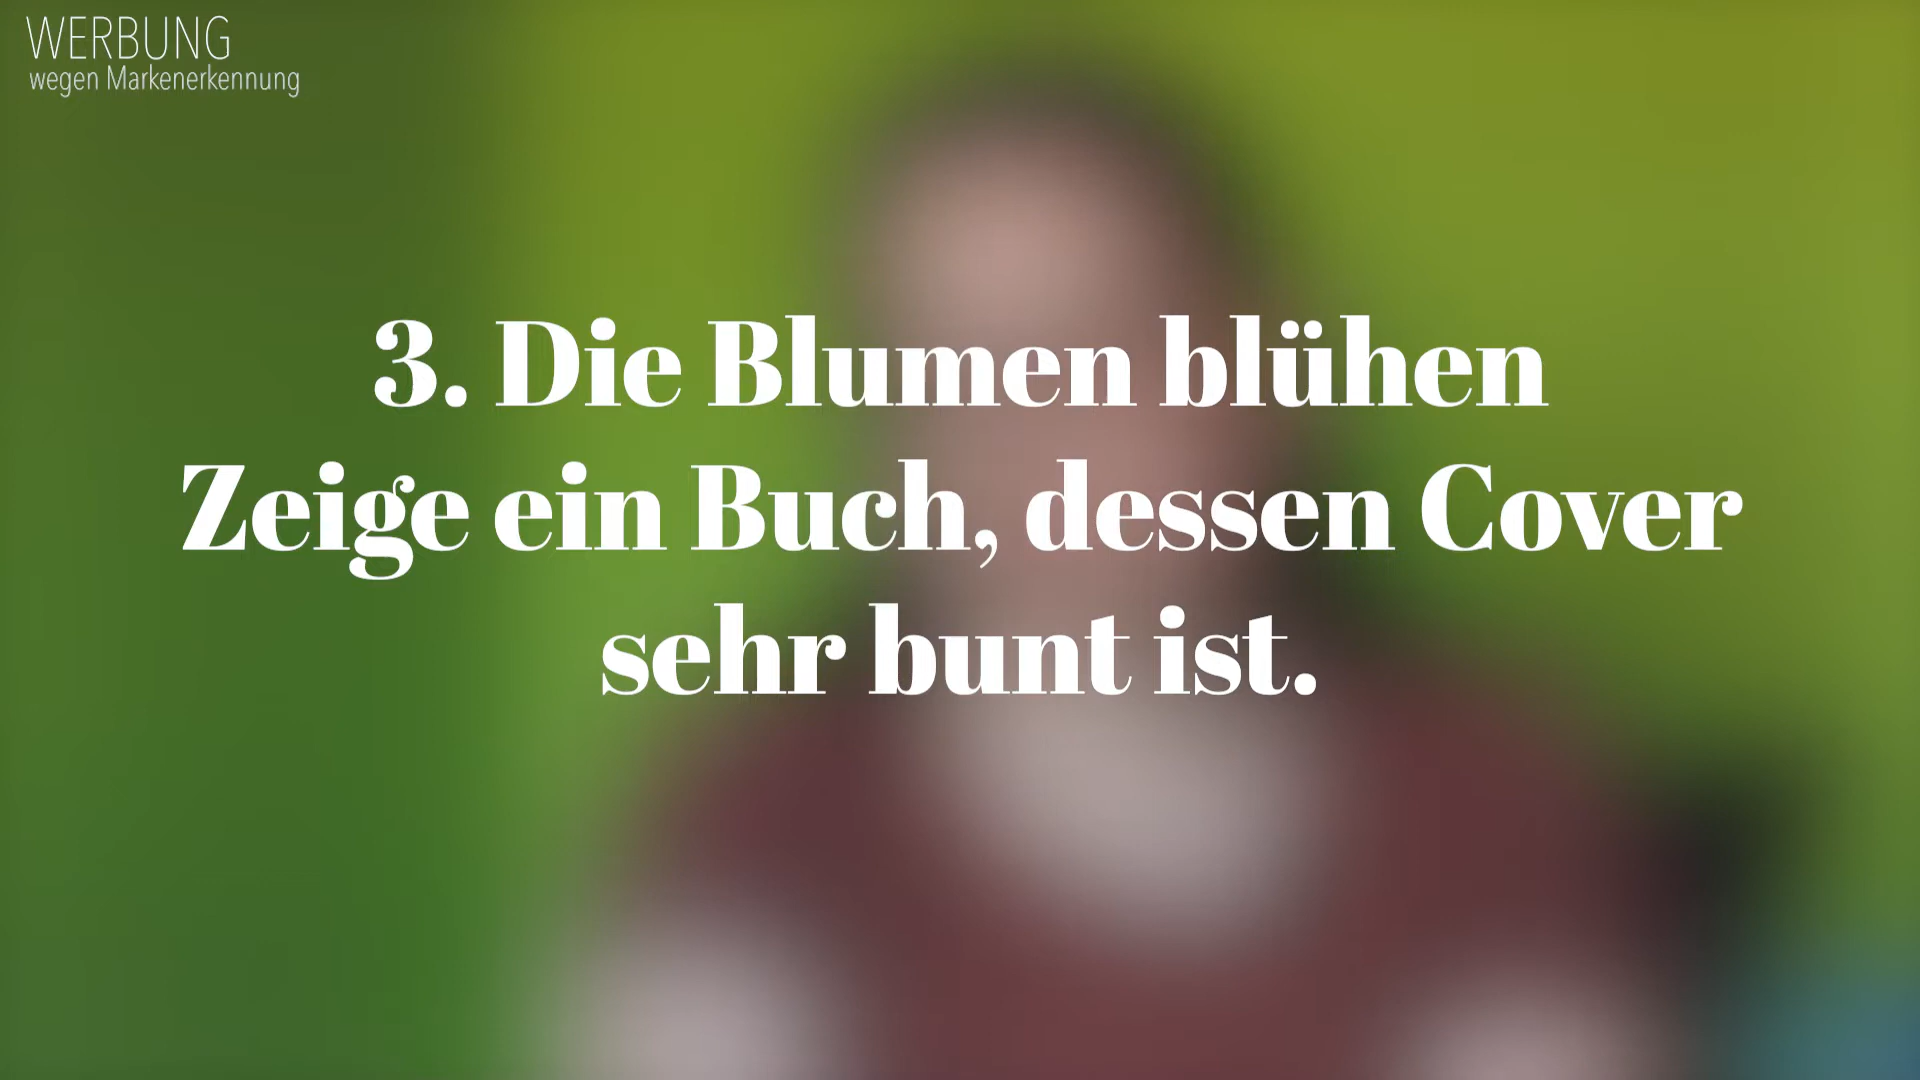 WERBUNG
wegen Markenerkennung
3. Die Blumen blühen
Zeige ein Buch, dessen Cover
sehr bunt ist.